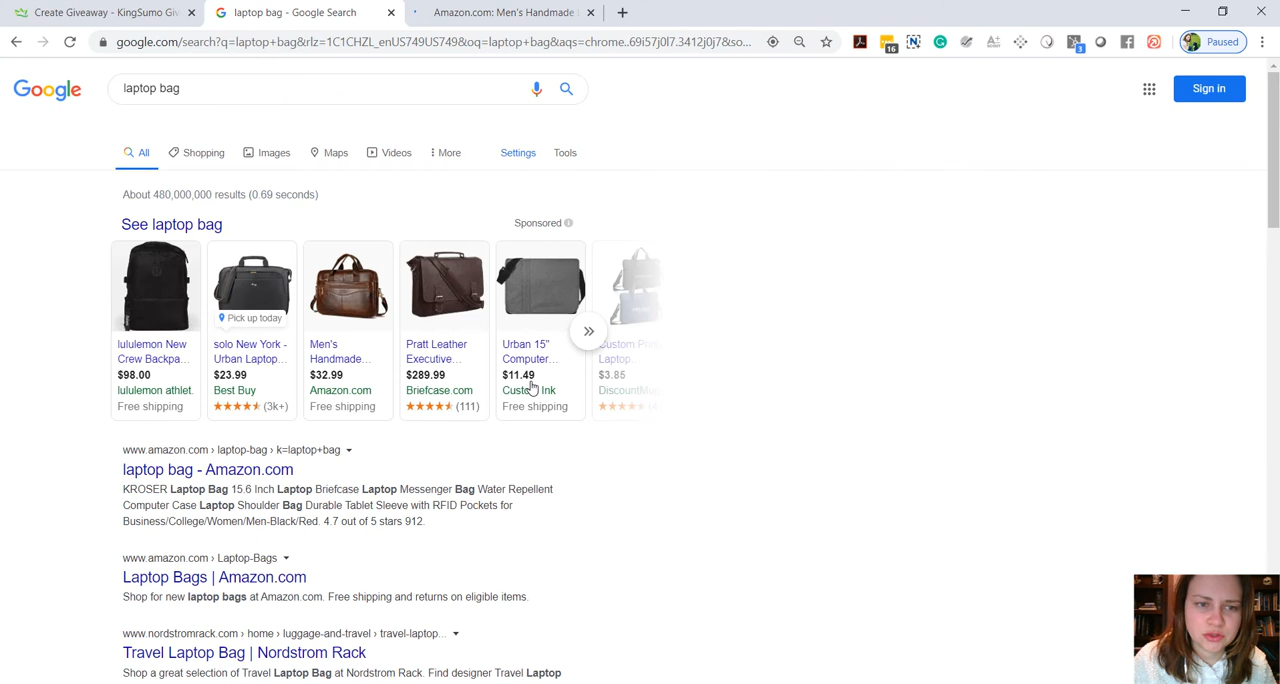 Create Giveaway - KingSumo Giv
laptop bag - Google Search
Amazon.com: Men's Handmade
google.com/search?q=laptop+bag&rlz=1C1CHZL_enUS749US749&oq=laptop+bag&aqs=chrome..69i57j0l7.3412j0j7&so...
16
3
Paused
Google
laptop bag
Sign in
All
Shopping
Images
Maps
Videos
More
Settings
Tools
About 480,000,000 results (0.69 seconds)
See laptop bag
Sponsored
Pick up today
lululemon New
Crew Backpa...
$98.00
lululemon athlet.
Free shipping
solo New York -
Urban Laptop...
$23.99
Best Buy
(3k+)
Men's
Handmade...
$32.99
Amazon.com
Free shipping
Pratt Leather
Executive...
$289.99
Briefcase.com
(111)
Urban 15"
Computer...
$11.49
Custom Ink
Free shipping
Laptop...
$3.85
www.amazon.com › laptop-bag › k=laptop+bag
laptop bag - Amazon.com
KROSER Laptop Bag 15.6 Inch Laptop Briefcase Laptop Messenger Bag Water Repellent
Computer Case Laptop Shoulder Bag Durable Tablet Sleeve with RFID Pockets for
Business/College/Women/Men-Black/Red. 4.7 out of 5 stars 912.
www.amazon.com › Laptop-Bags
Laptop Bags | Amazon.com
Shop for new laptop bags at Amazon.com. Free shipping and returns on eligible items.
www.nordstromrack.com › home › luggage-and-travel › travel-laptop...
Travel Laptop Bag | Nordstrom Rack
Shop a great selection of Travel Laptop Bag at Nordstrom Rack. Find designer Travel Laptop